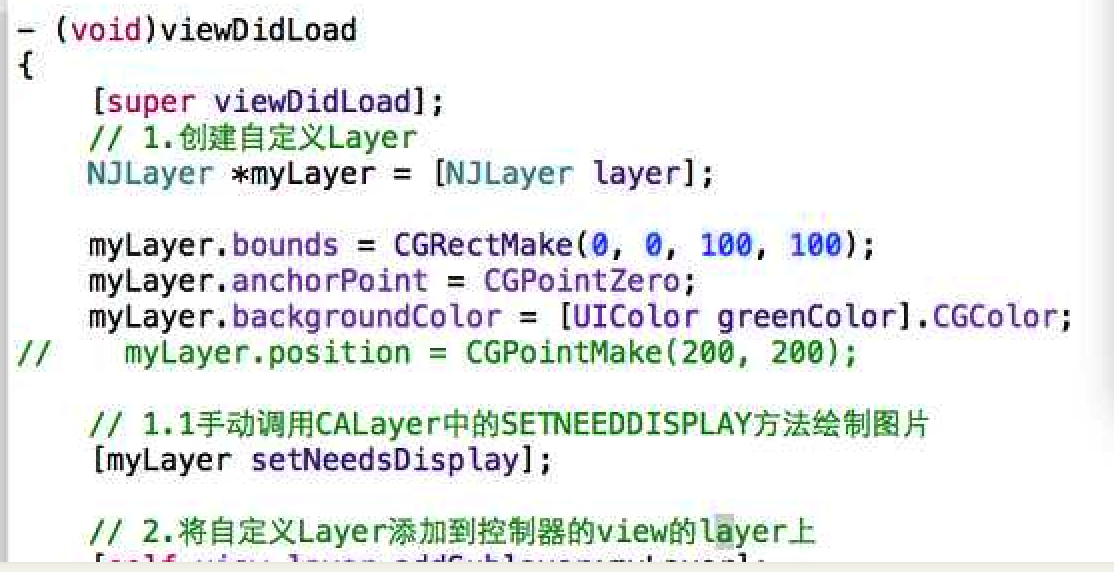 - (void)viewDidLoad
{
    [super viewDidLoad];
    // 1.创建自定义Layer
    NJLayer *myLayer = [NJLayer layer];
    myLayer.bounds = CGRectMake(0, 0, 100, 100);
    myLayer.anchorPoint = CGPointZero;
    myLayer.backgroundColor = [UIColor greenColor].CGColor;
//    myLayer.position = CGPointMake(200, 200);
    // 1.1手动调用CALayer中的SETNEEDDISPLAY方法绘制图片
    [myLayer setNeedsDisplay];
    // 2.将自定义Layer添加到控制器的view的layer上
    [self.view.layer addSublayer:myLayer];